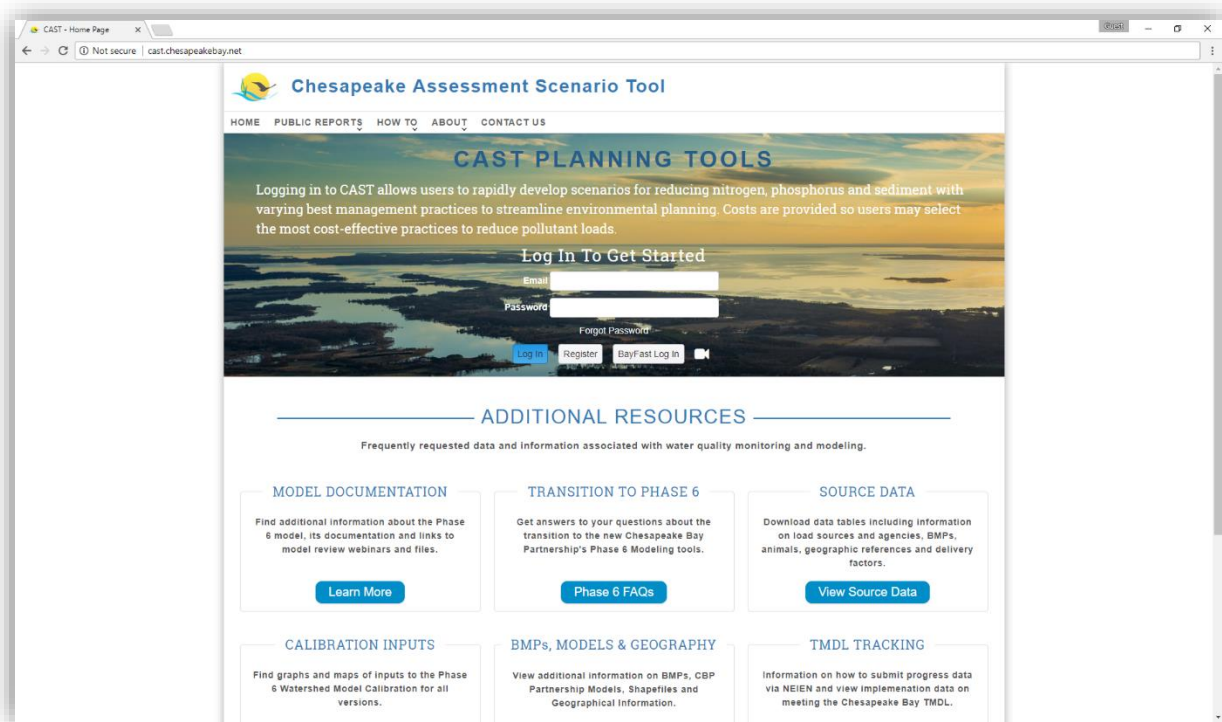 CAST - Home Page
Guest
Not secure | cast.chesapeakebay.net
Chesapeake Assessment Scenario Tool
HOME PUBLIC REPORTS HOW TO ABOUT CONTACT US
CAST PLANNING TOOLS
Logging in to CAST allows users to rapidly develop scenarios for reducing nitrogen, phosphorus and sediment with
varying best management practices to streamline environmental planning. Costs are provided so users may select
the most cost-effective practices to reduce pollutant loads.
Log In To Get Started
Email
Password
Forgot Password
Log In Register BayFast Log In
ADDITIONAL RESOURCES
Frequently requested data and information associated with water quality monitoring and modeling.
MODEL DOCUMENTATION
Find additional information about the Phase
6 model, its documentation and links to
model review webinars and files.
Learn More
TRANSITION TO PHASE 6
Get answers to your questions about the
transition to the new Chesapeake Bay
Partnership's Phase 6 Modeling tools.
Phase 6 FAQs
SOURCE DATA
Download data tables including information
on load sources and agencies, BMPs,
animals, geographic references and delivery
factors.
View Source Data
CALIBRATION INPUTS
Find graphs and maps of inputs to the Phase
6 Watershed Model Calibration for all
versions.
BMPs, MODELS & GEOGRAPHY
View additional information on BMPs, CBP
Partnership Models, Shapefiles and
Geographical Information.
TMDL TRACKING
Information on how to submit progress data
via NEIEN and view implemenation data on
meeting the Chesapeake Bay TMDL.